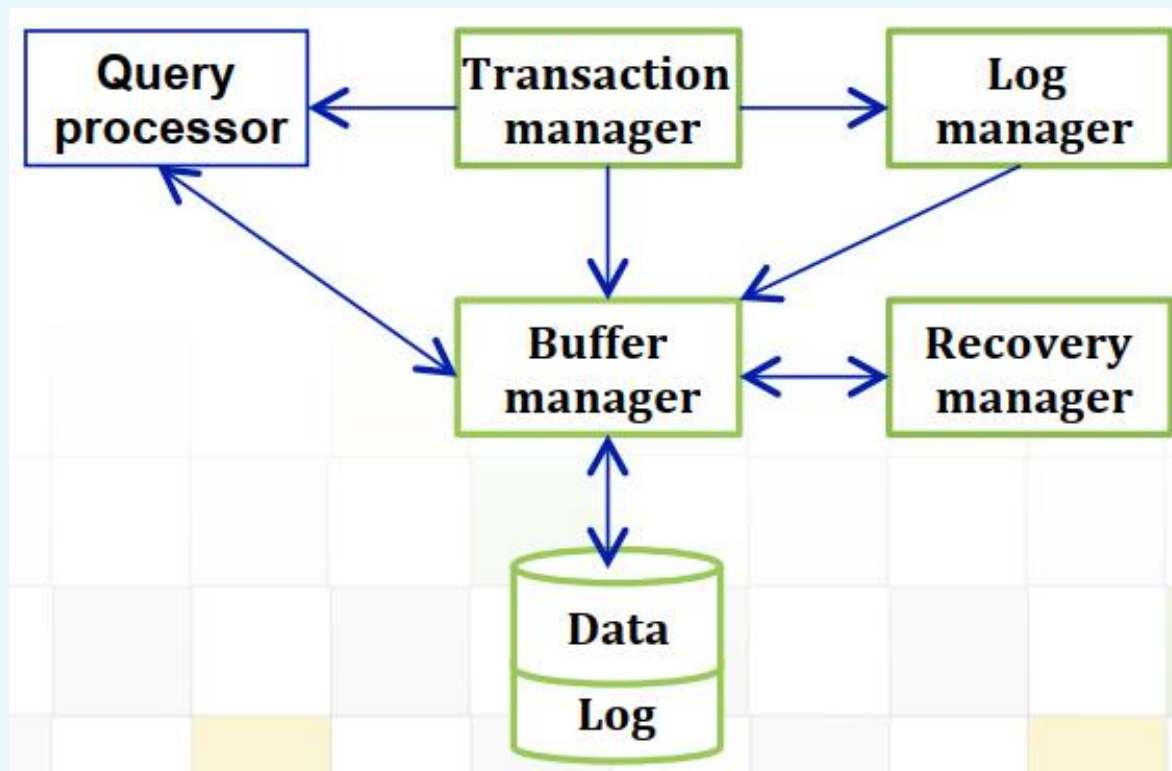 Query
processor
Transaction
manager
Log
manager
Buffer
manager
Recovery
manager
Data
Log